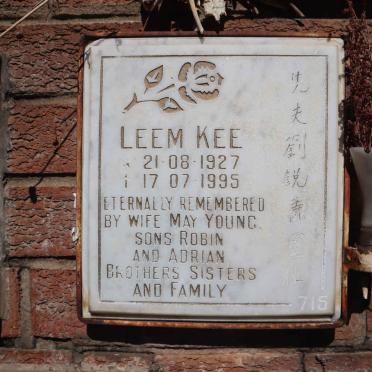 LEEM KEE
21·08·1927
17 07 1995
ETERNALLY REMEMBERED
BY WIFE MAY YOUNG
SONS ROBIN
AND ADRIAN
BROTHERS SISTERS
AND FAMILY
先夫劉銳
715